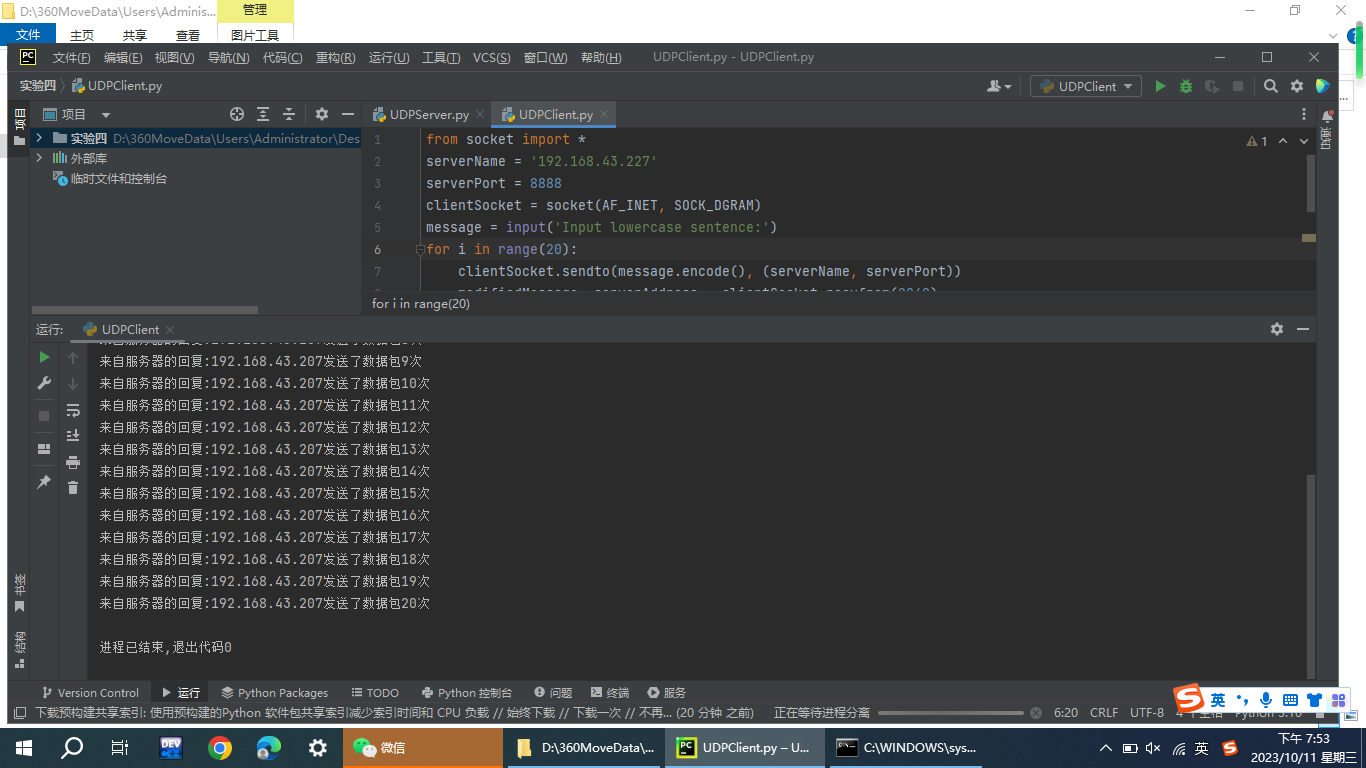 D:\360MoveData\Users\Adminis...
管理
文件
主页
共享
查看
图片工具
文件(F)
编辑(E)
视图(V)
导航(N)
代码(C)
重构(R)
运行(U)
工具(T)
VCS(S)
窗口(W)
帮助(H)
UDPClient.py - UDPClient.py
实验四
UDPClient.py
UDPClient
项目
项目
UDPServer.py
UDPClient.py
通知
实验四 D:\360MoveData\Users\Administrator\Des
外部库
临时文件和控制台
1 from socket import *
2 serverName = '192.168.43.227'
3 serverPort = 8888
4 clientSocket = socket(AF_INET, SOCK_DGRAM)
5 message = input('Input lowercase sentence:')
6 for i in range(20):
7 clientSocket.sendto(message.encode(), (serverName, serverPort))
1
for i in range(20)
运行:
UDPClient
来自服务器的回复:192.168.43.207发送了数据包9次
来自服务器的回复:192.168.43.207发送了数据包10次
来自服务器的回复:192.168.43.207发送了数据包11次
来自服务器的回复:192.168.43.207发送了数据包12次
来自服务器的回复:192.168.43.207发送了数据包13次
来自服务器的回复:192.168.43.207发送了数据包14次
来自服务器的回复:192.168.43.207发送了数据包15次
来自服务器的回复:192.168.43.207发送了数据包16次
来自服务器的回复:192.168.43.207发送了数据包17次
来自服务器的回复:192.168.43.207发送了数据包18次
来自服务器的回复:192.168.43.207发送了数据包19次
来自服务器的回复:192.168.43.207发送了数据包20次
进程已结束,退出代码0
书签
结构
Version Control
运行
Python Packages
TODO
Python 控制台
问题
终端
服务
英
下载预构建共享索引: 使用预构建的Python 软件包共享索引减少索引时间和 CPU 负载 // 始终下载 // 下载一次 // 不再... (20 分钟 之前)
正在等待进程分离
6:20
CRLF
UTF-8
DEV
微信
D:\360MoveData\...
UDPClient.py – U...
C:\WINDOWS\sys...
英
下午 7:53
2023/10/11 星期三